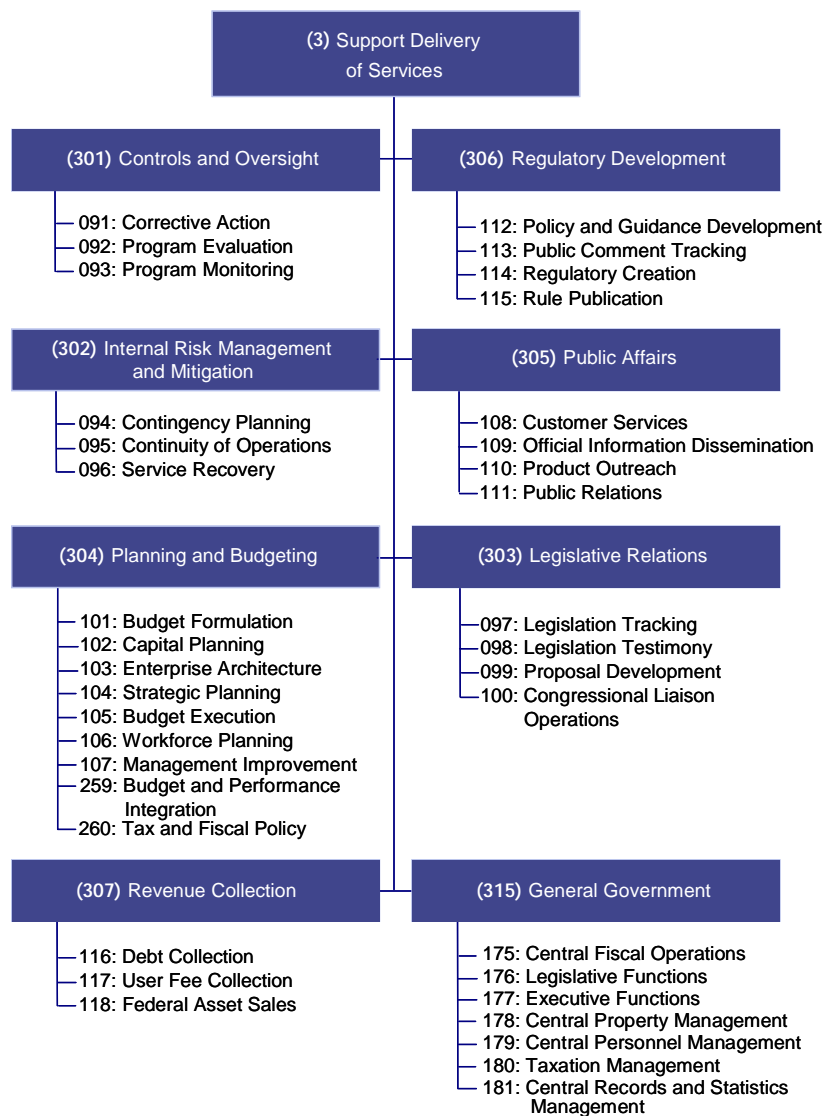 (3) Support Delivery
of Services
(301) Controls and Oversight
091: Corrective Action
092: Program Evaluation
093: Program Monitoring
(306) Regulatory Development
112: Policy and Guidance Development
113: Public Comment Tracking
114: Regulatory Creation
115: Rule Publication
(302) Internal Risk Management
and Mitigation
094: Contingency Planning
095: Continuity of Operations
096: Service Recovery
(305) Public Affairs
108: Customer Services
109: Official Information Dissemination
110: Product Outreach
111: Public Relations
(304) Planning and Budgeting
101: Budget Formulation
102: Capital Planning
103: Enterprise Architecture
104: Strategic Planning
105: Budget Execution
106: Workforce Planning
107: Management Improvement
259: Budget and Performance
Integration
260: Tax and Fiscal Policy
(303) Legislative Relations
097: Legislation Tracking
098: Legislation Testimony
099: Proposal Development
100: Congressional Liaison
Operations
(307) Revenue Collection
116: Debt Collection
117: User Fee Collection
118: Federal Asset Sales
(315) General Government
175: Central Fiscal Operations
176: Legislative Functions
177: Executive Functions
178: Central Property Management
179: Central Personnel Management
180: Taxation Management
181: Central Records and Statistics
Management